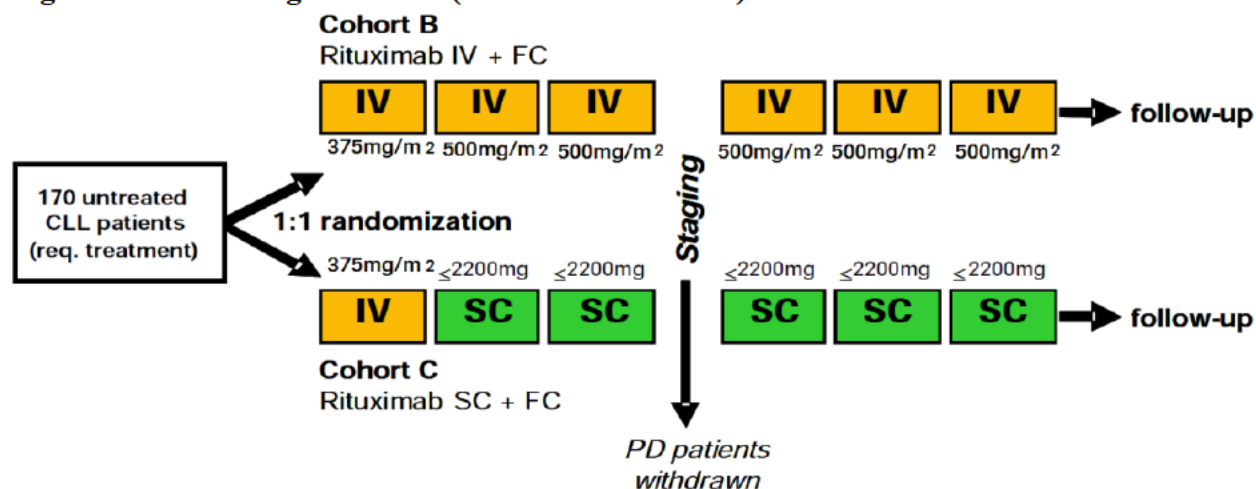 Cohort B
Rituximab IV + FC
IV IV IV IV IV IV
375mg/m2 500mg/m2 500mg/m2 500mg/m2 500mg/m2 500mg/m2
follow-up
170 untreated
CLL patients
(req. treatment)
1:1 randomization
Staging
375mg/m2 ≤2200mg ≤2200mg ≤2200mg ≤2200mg ≤2200mg
IV SC SC SC SC SC
follow-up
Cohort C
Rituximab SC + FC
PD patients
withdrawn